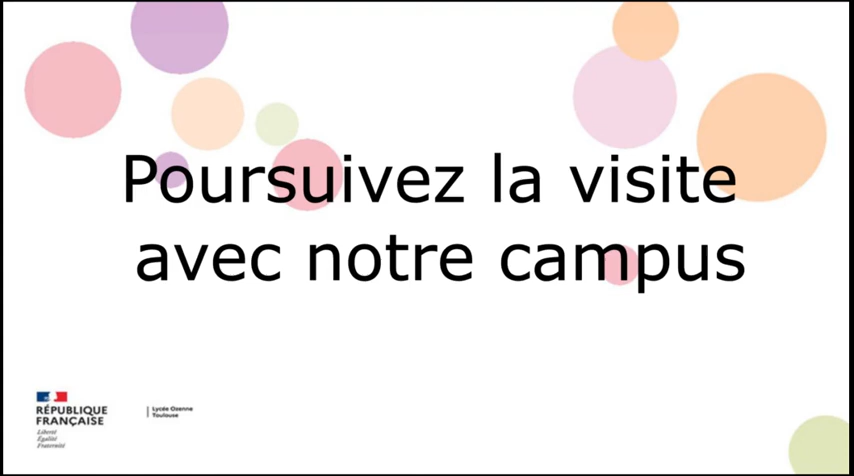 Poursuivez la visite
avec notre campus
RÉPUBLIQUE
FRANÇAISE
Liberté
Égalité
Fraternité
Lycée Ozenne
Toulouse